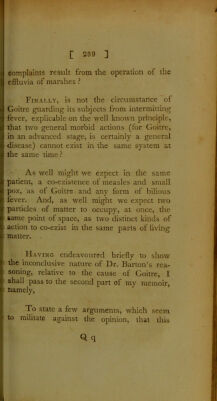 [ 289 ]
complaints result from the operation of the
effluvia of marshes ?
FINALLY, is not the circumstance of
Goitre guarding its subjects from intermitting
fever, explicable on the well known principle,
that two general morbid actions (for Goitre,
in an advanced stage, is certainly a general
disease) cannot exist in the same system at
the same time ?
As well might we expect in the same
patient, a co-existence of measles and small
pox, as of Goitre and any form of bilious
fever. And, as well might we expect two
particles of matter to occupy, at once, the
same point of space, as two distinct kinds of
action to co-exist in the same parts of living
matter.
HAVING endeavoured briefly to show
the inconclusive nature of Dr. Barton's rea-
soning, relative to the cause of Goitre, I
shall pass to the second part of my memoir,
namely,
To state a few arguments, which seem
to militate against the opinion, that this
Q q